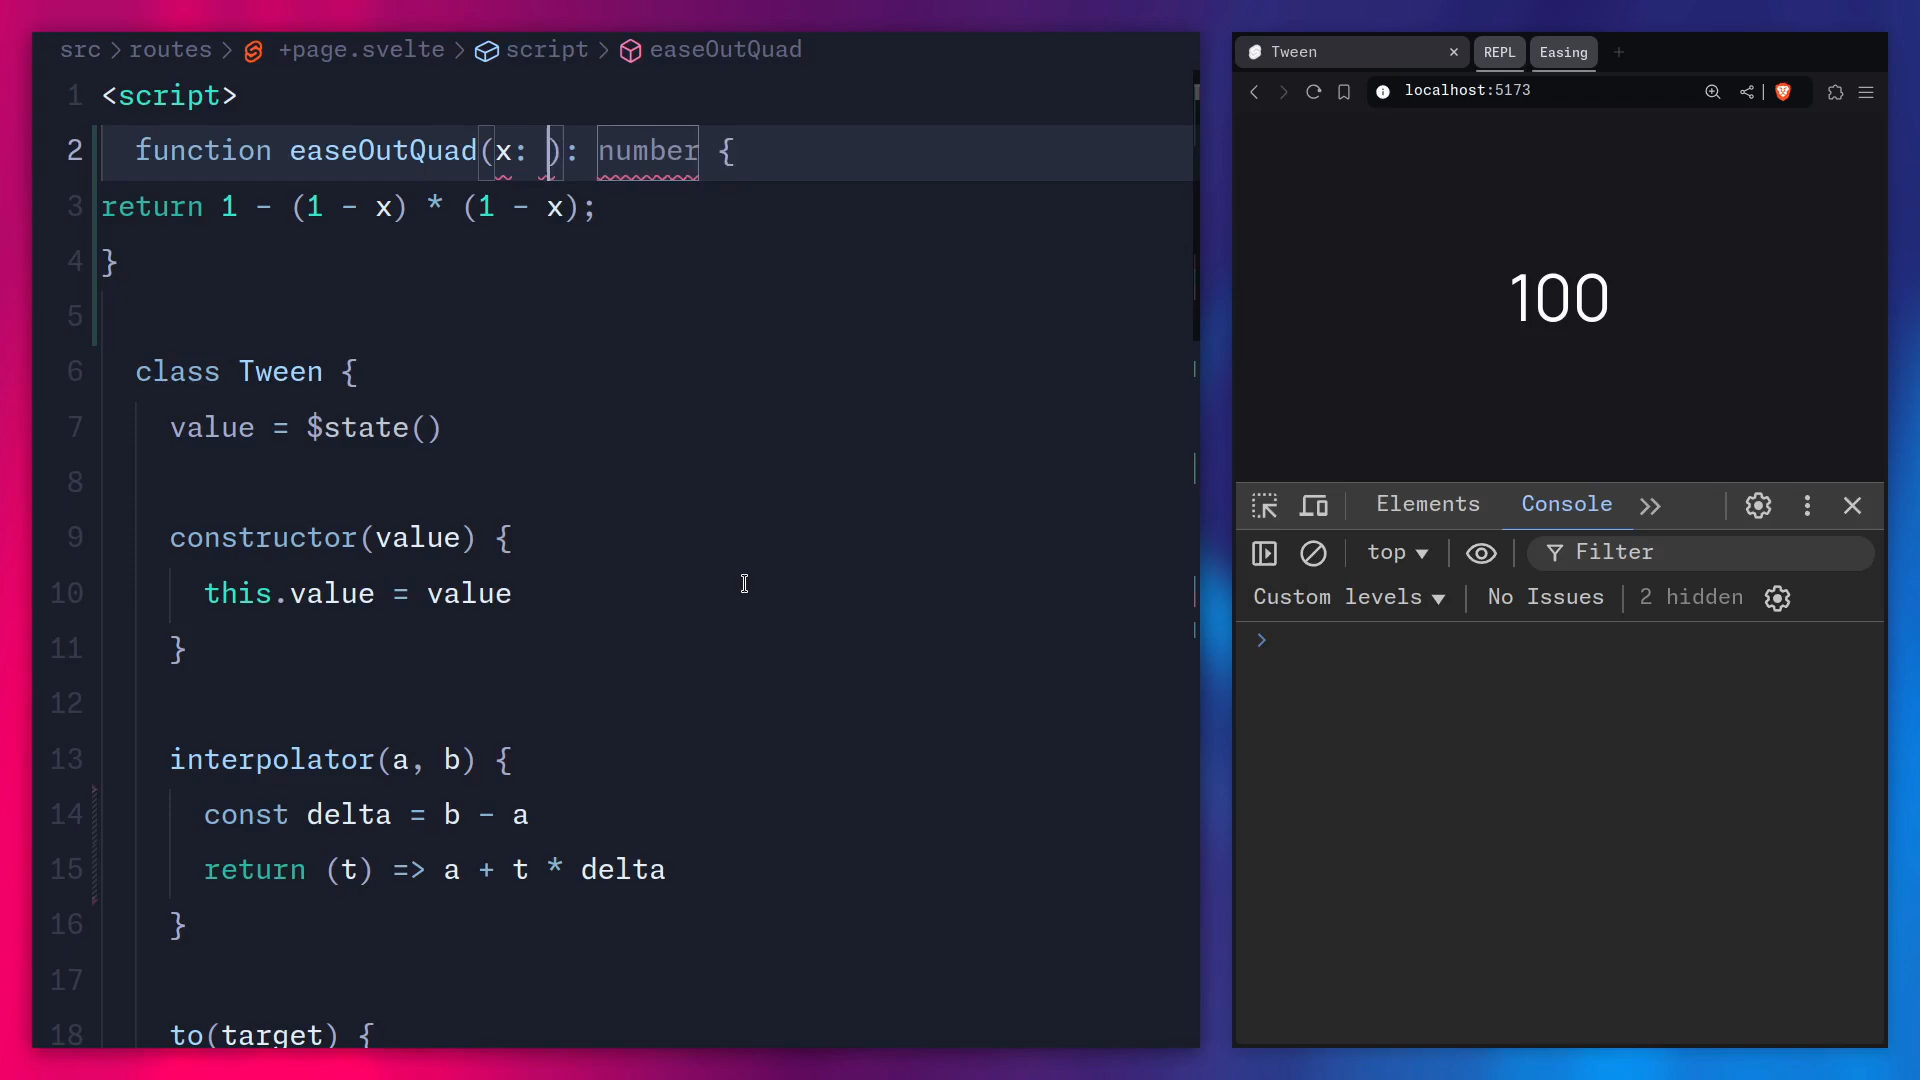 src > routes > +page.svelte > script > easeOutQuad
1 <script>
2 function easeOutQuad(x: ): number {
3 return 1 - (1 - x) * (1 - x);
4 }
5
6 class Tween {
7 value = $state()
8
9 constructor(value) {
10 this.value = value
11 }
12
13 interpolator(a, b) {
14 const delta = b - a
15 return (t) => a + t * delta
16 }
17
18 to(target) {
Tween × REPL Easing +
localhost:5173
100
Elements Console
top Filter
Custom levels No Issues 2 hidden
>